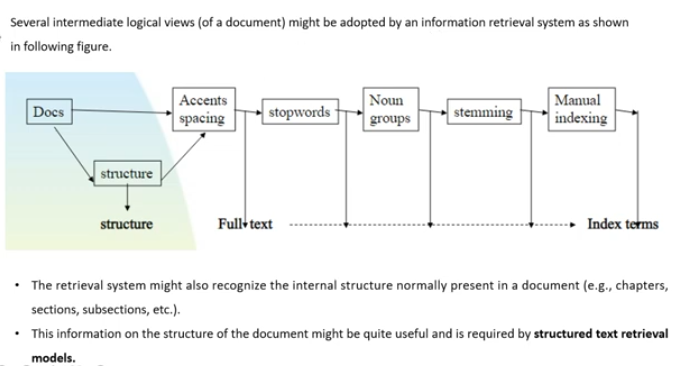 Several intermediate logical views (of a document) might be adopted by an information retrieval system as shown
in following figure.
Docs
Accents
spacing
stopwords
Noun
groups
stemming
Manual
indexing
structure
structure
Full text
Index terms
• The retrieval system might also recognize the internal structure normally present in a document (e.g., chapters,
sections, subsections, etc.).
• This information on the structure of the document might be quite useful and is required by structured text retrieval
models.